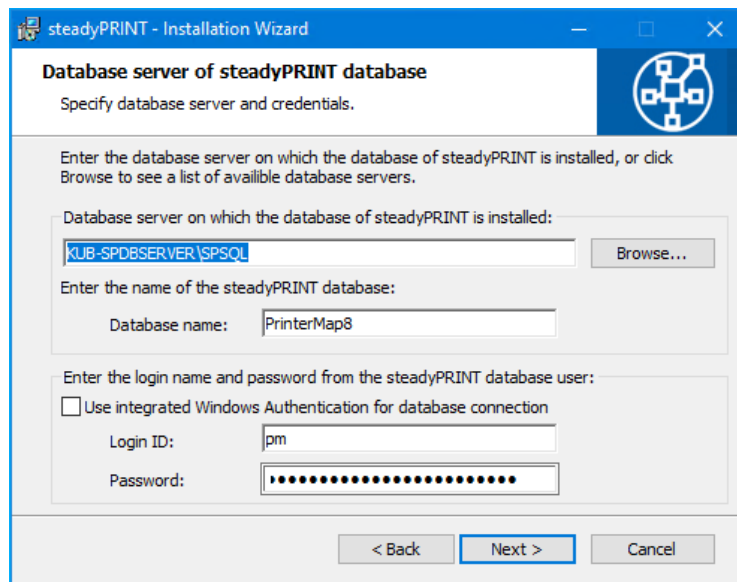 steadyPRINT - Installation Wizard
Database server of steadyPRINT database
Specify database server and credentials.
Enter the database server on which the database of steadyPRINT is installed, or click
Browse to see a list of availible database servers.
Database server on which the database of steadyPRINT is installed:
KUB-SPDBSERVER\SPSQL
Browse...
Enter the name of the steadyPRINT database:
Database name:
PrinterMap8
Enter the login name and password from the steadyPRINT database user:
Use integrated Windows Authentication for database connection
Login ID:
pm
Password:
< Back
Next >
Cancel